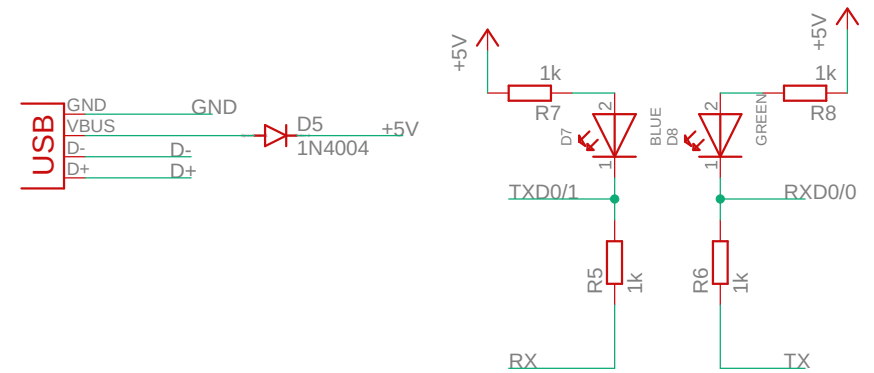 USB
GND
GND
VBUS
D-
D-
D+
D+
D5
1N4004
+5V
+5V
1k
R7
2
D7
BLUE
1
TXD0/1
R5
1k
RX
+5V
1k
R8
2
D8
GREEN
1
RXD0/0
R6
1k
TX